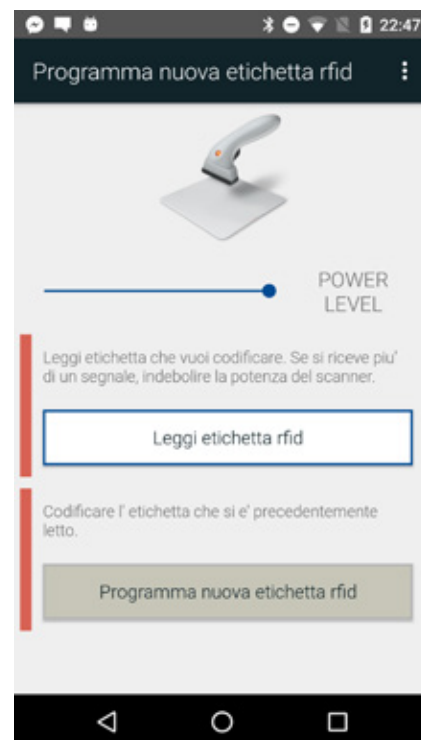 22:47
Programma nuova etichetta rfid
POWER
LEVEL
Leggi etichetta che vuoi codificare. Se si riceve piu'
di un segnale, indebolire la potenza del scanner.
Leggi etichetta rfid
Codificare l' etichetta che si e' precedentemente
letto.
Programma nuova etichetta rfid